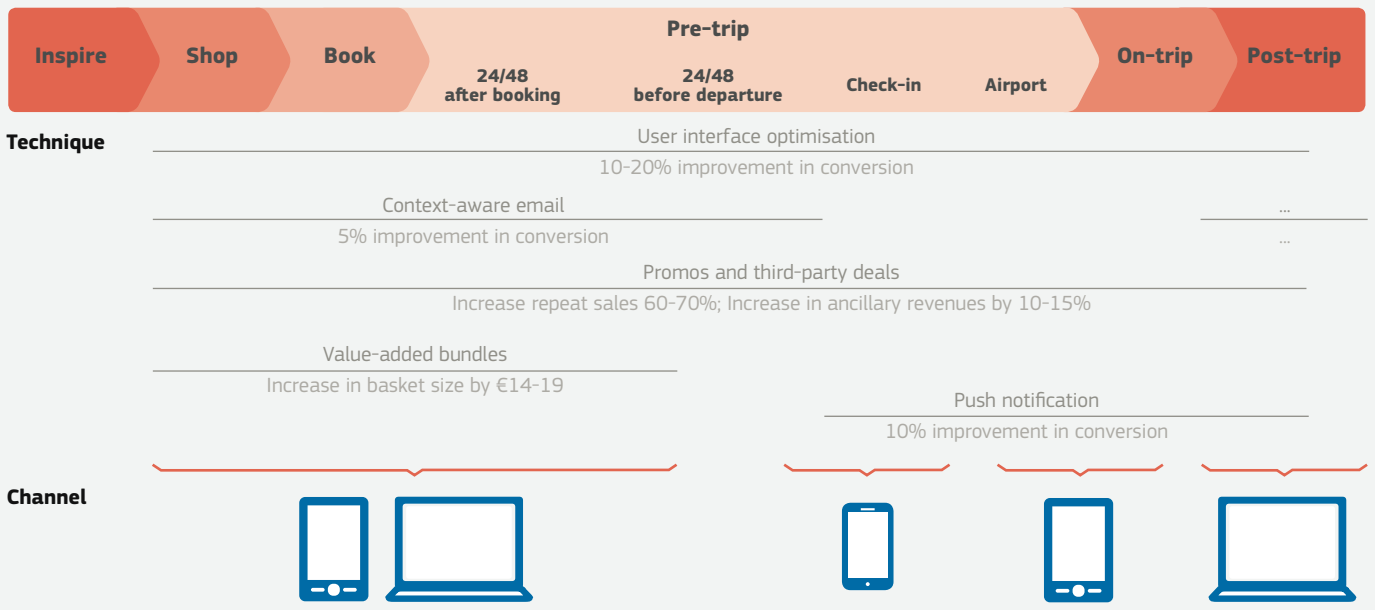 Pre-trip
Inspire
Shop
Book
On-trip
Post-trip
24/48
after booking
24/48
before departure
Check-in
Airport
Technique
User interface optimisation
10-20% improvement in conversion
Context-aware email
...
5% improvement in conversion
...
Promos and third-party deals
Increase repeat sales 60-70%; Increase in ancillary revenues by 10-15%
Value-added bundles
Increase in basket size by €14-19
Push notification
10% improvement in conversion
Channel